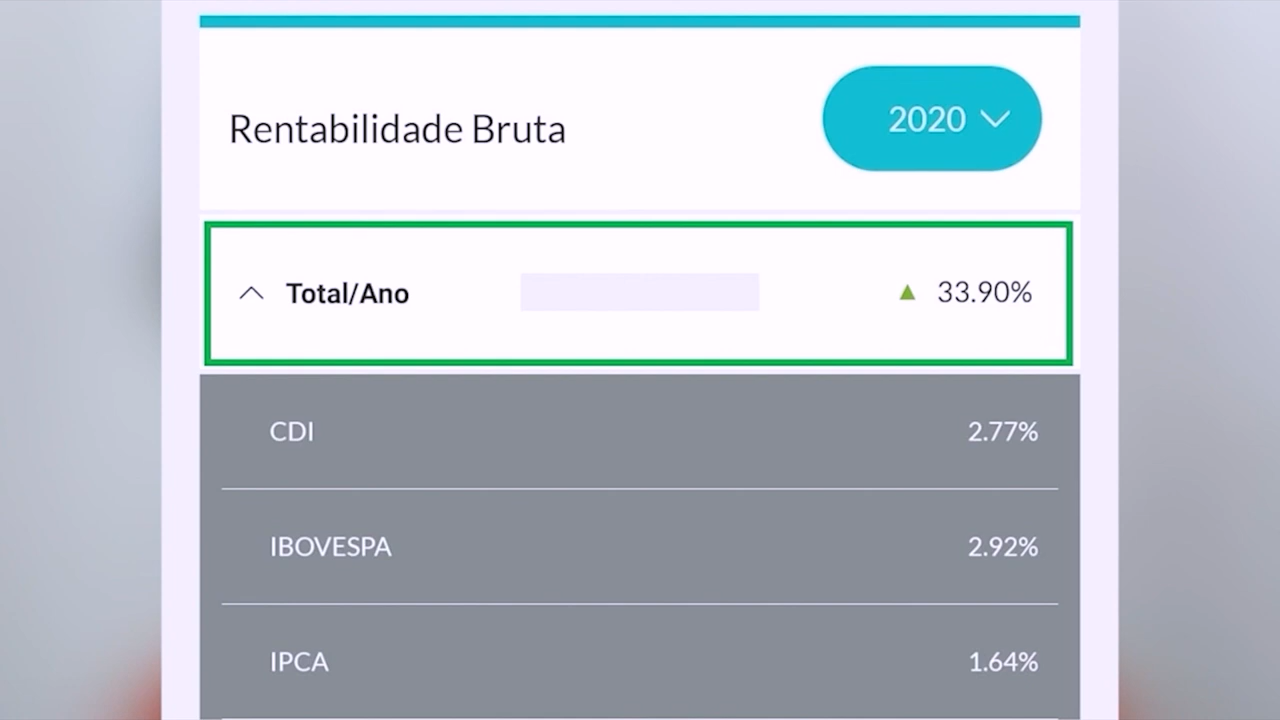 Rentabilidade Bruta
2020
Total/Ano 33.90%
CDI 2.77%
IBOVESPA 2.92%
IPCA 1.64%